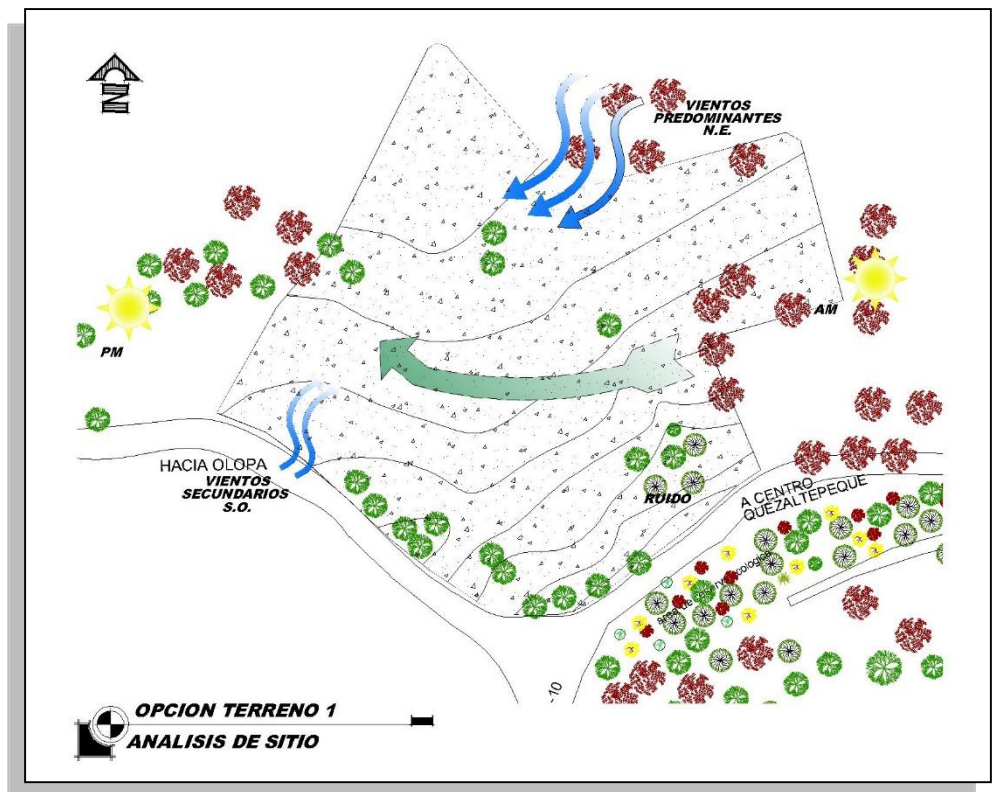 N
VIENTOS
PREDOMINANTES
N.E.
AM
PM
HACIA OLOPA
VIENTOS
SECUNDARIOS
S.O.
RUIDO
A CENTRO
QUEZALTEPEQUE
-10
OPCION TERRENO 1
ANALISIS DE SITIO